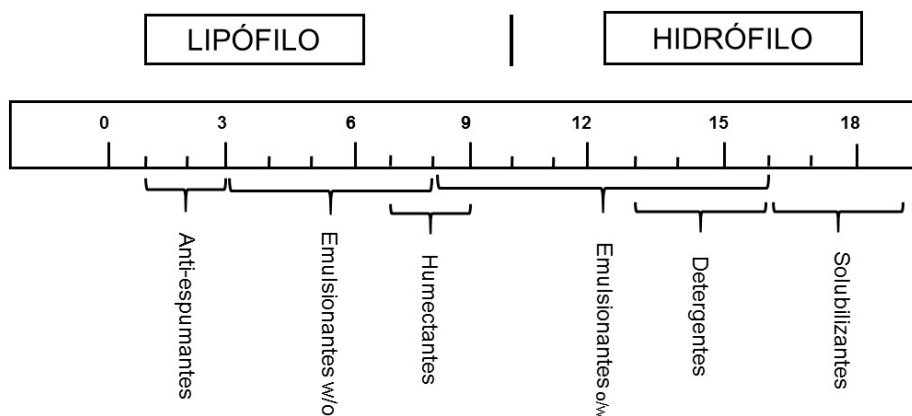 LIPÓFILO
HIDRÓFILO
0 3 6 9 12 15 18
Anti-espumantes
Emulsionantes w/o
Humectantes
Emulsionantes o/w
Detergentes
Solubilizantes